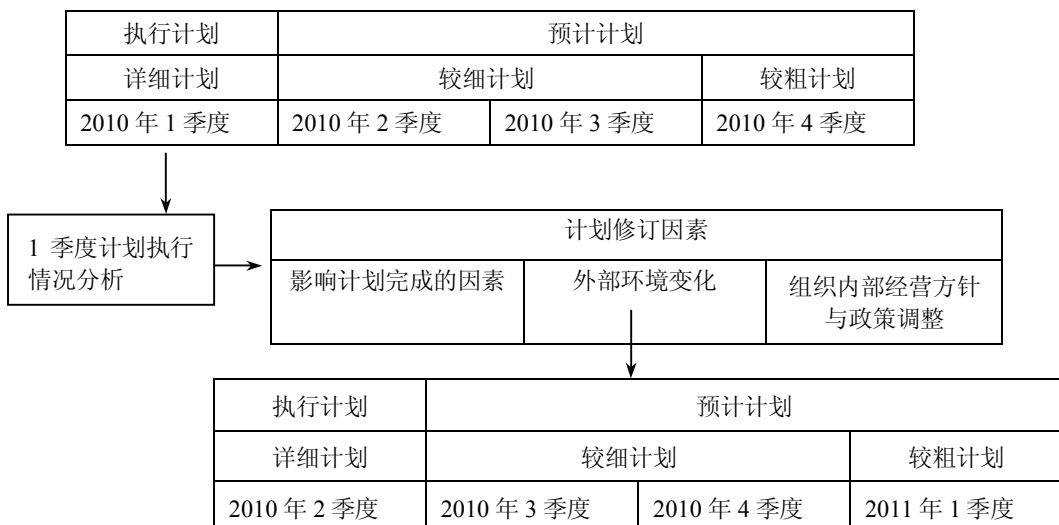 执行计划 预计计划
详细计划 较细计划 较粗计划
2010 年 1 季度 2010 年 2 季度 2010 年 3 季度 2010 年 4 季度
1 季度计划执行
情况分析
计划修订因素
影响计划完成的因素 外部环境变化 组织内部经营方针
与政策调整
执行计划 预计计划
详细计划 较细计划 较粗计划
2010 年 2 季度 2010 年 3 季度 2010 年 4 季度 2011 年 1 季度